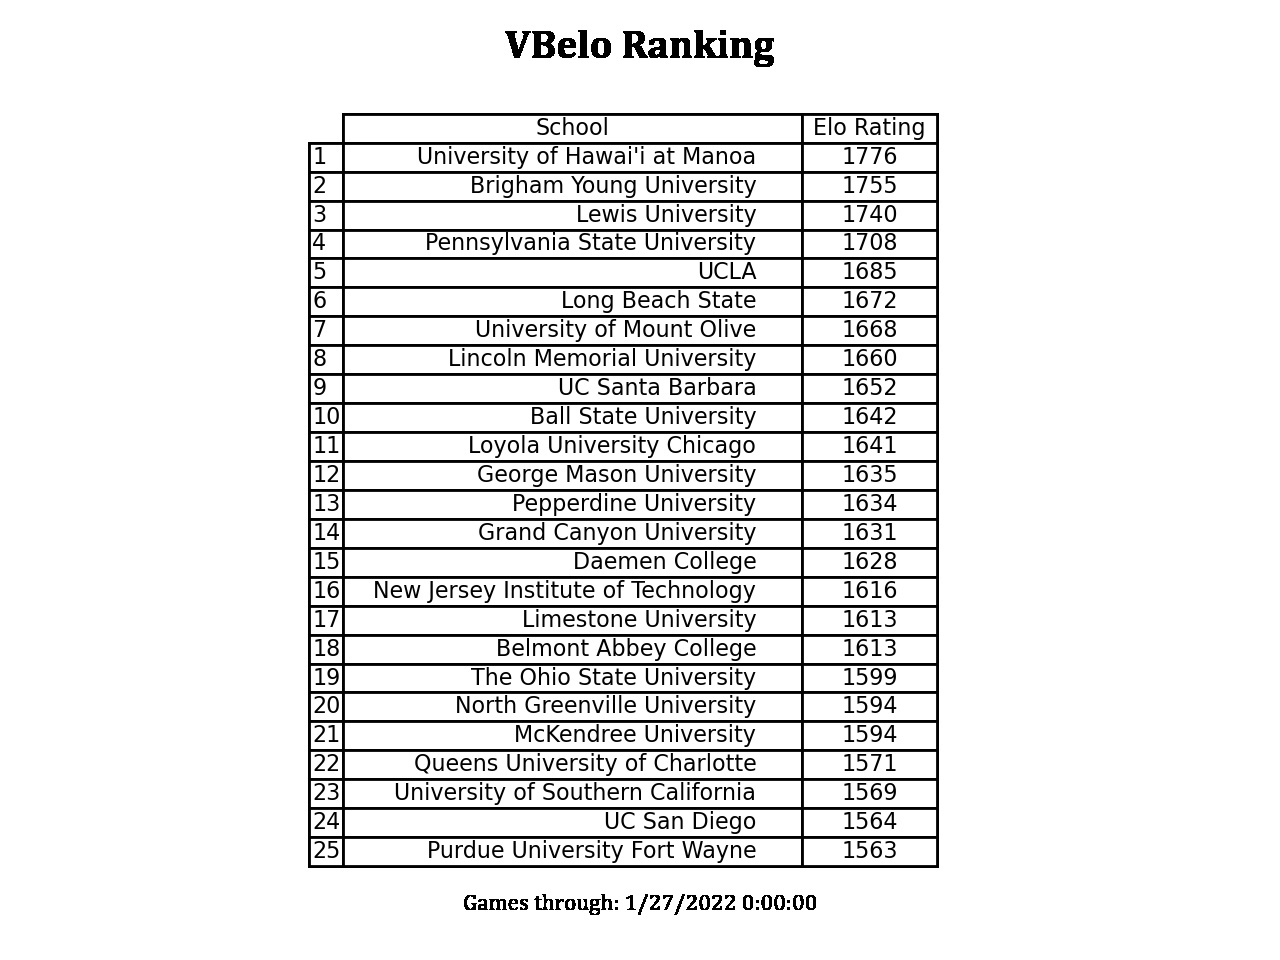 VBelo Ranking
School Elo Rating
1 University of Hawai'i at Manoa 1776
2 Brigham Young University 1755
3 Lewis University 1740
4 Pennsylvania State University 1708
5 UCLA 1685
6 Long Beach State 1672
7 University of Mount Olive 1668
8 Lincoln Memorial University 1660
9 UC Santa Barbara 1652
10 Ball State University 1642
11 Loyola University Chicago 1641
12 George Mason University 1635
13 Pepperdine University 1634
14 Grand Canyon University 1631
15 Daemen College 1628
16 New Jersey Institute of Technology 1616
17 Limestone University 1613
18 Belmont Abbey College 1613
19 The Ohio State University 1599
20 North Greenville University 1594
21 McKendree University 1594
22 Queens University of Charlotte 1571
23 University of Southern California 1569
24 UC San Diego 1564
25 Purdue University Fort Wayne 1563
Games through: 1/27/2022 0:00:00